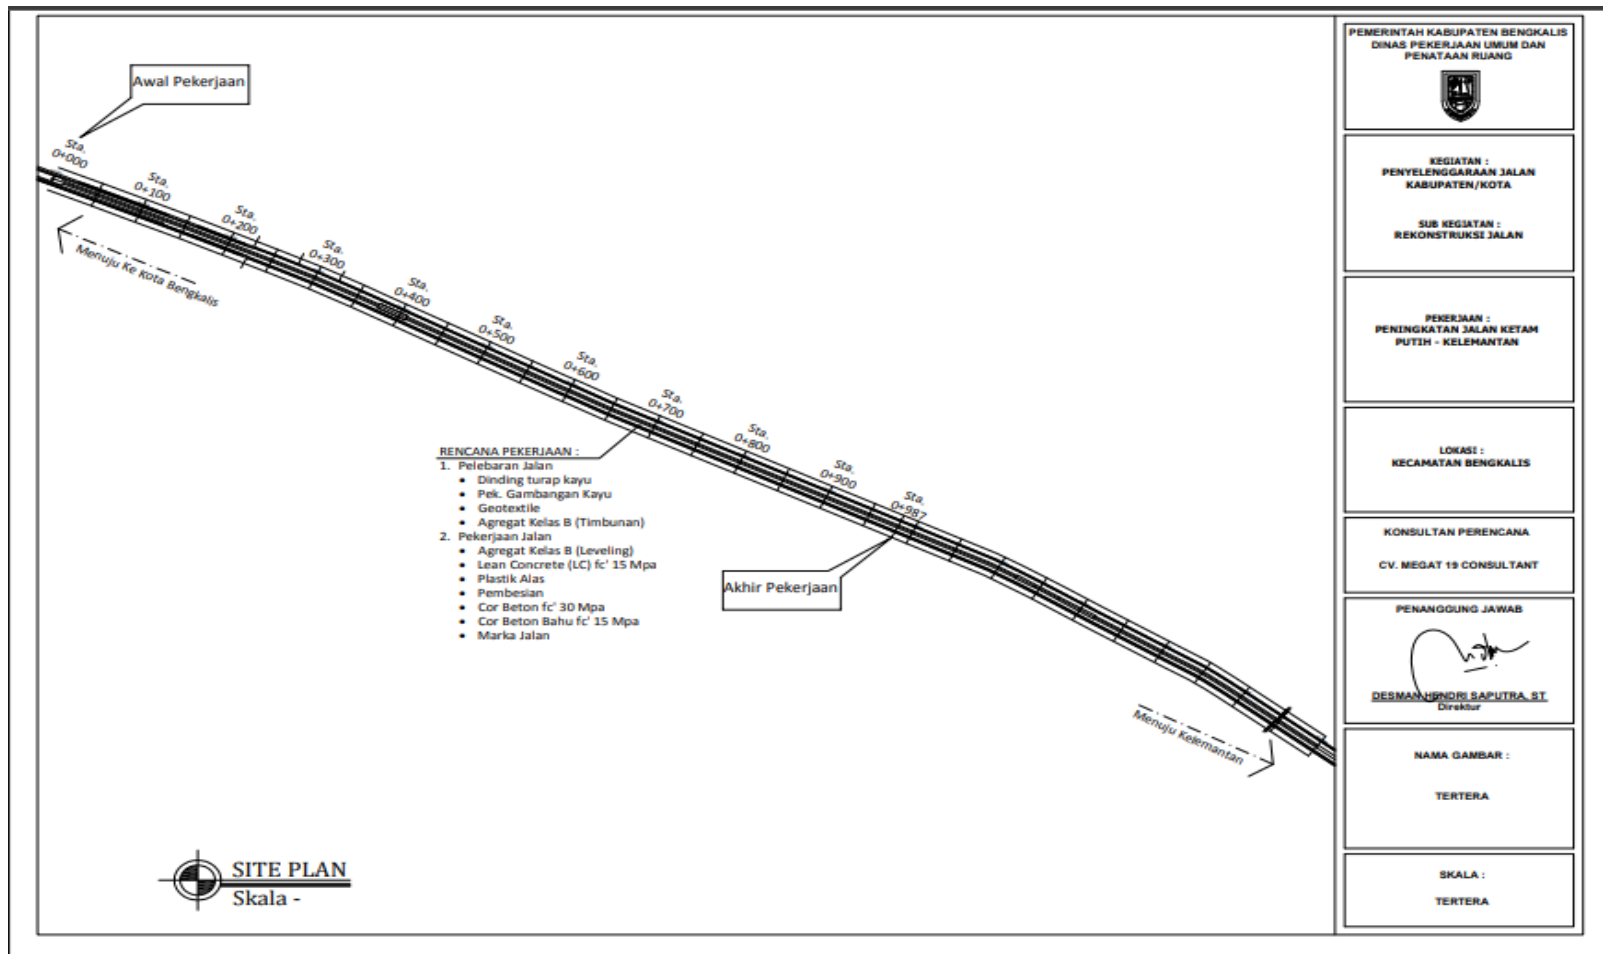 Awal Pekerjaan
Sta.
0+000
Sta.
0+100
Sta.
0+200
Sta.
0+300
Sta.
0+400
Sta.
0+500
Sta.
0+600
Sta.
0+700
Sta.
0+800
Sta.
0+900
Sta.
0+987
Menuju Ke Kota Bengkalis
RENCANA PEKERJAAN :
1. Pelebaran Jalan
• Dinding turap kayu
• Pek. Gambangan Kayu
• Geotextile
• Agregat Kelas B (Timbunan)
2. Pekerjaan Jalan
• Agregat Kelas B (Leveling)
• Lean Concrete (LC) fc' 15 Mpa
• Plastik Alas
• Pembesian
• Cor Beton fc' 30 Mpa
• Cor Beton Bahu fc' 15 Mpa
• Marka Jalan
Akhir Pekerjaan
Menuju Kelemantan
SITE PLAN
Skala -
PEMERINTAH KABUPATEN BENGKALIS
DINAS PEKERJAAN UMUM DAN
PENATAAN RUANG
KEGIATAN :
PENYELENGGARAAN JALAN
KABUPATEN/KOTA
SUB KEGIATAN :
REKONSTRUKSI JALAN
PEKERJAAN :
PENINGKATAN JALAN KETAM
PUTIH - KELEMANTAN
LOKASI :
KECAMATAN BENGKALIS
KONSULTAN PERENCANA
CV. MEGAT 19 CONSULTANT
PENANGGUNG JAWAB
DESMAN HENDRI SAPUTRA, ST
Direktur
NAMA GAMBAR :
TERTERA
SKALA :
TERTERA